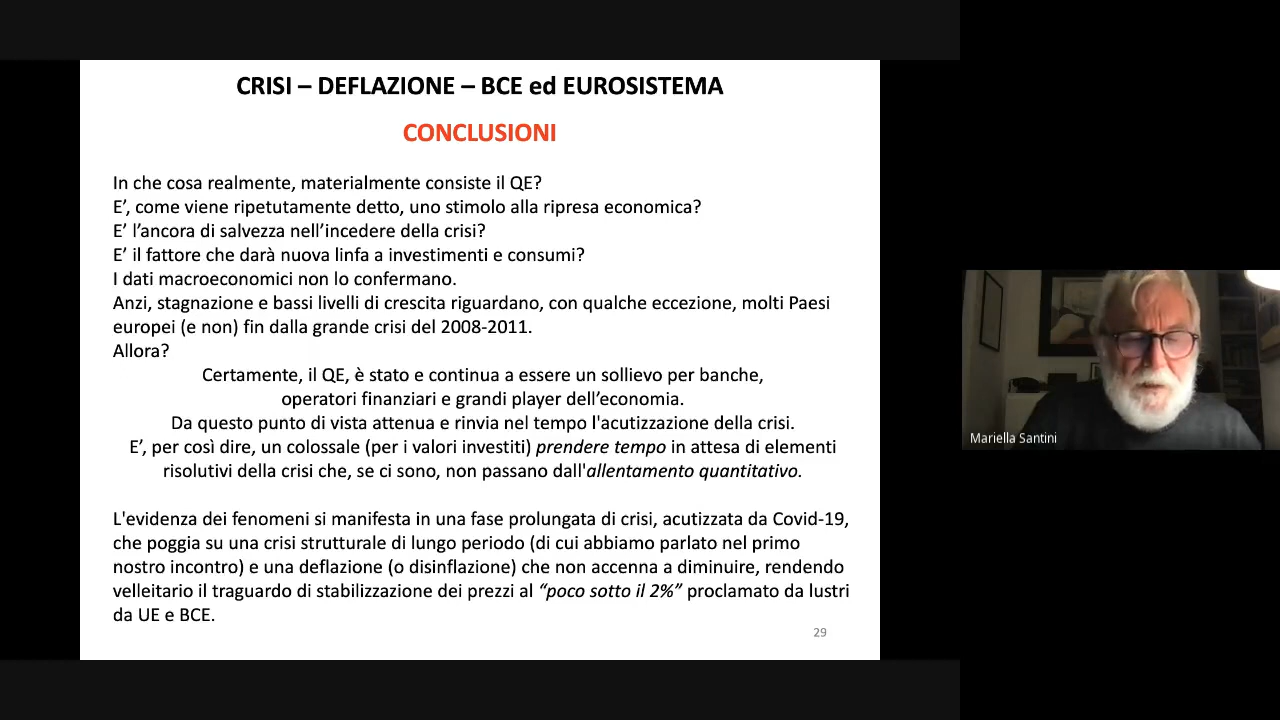 CRISI – DEFLAZIONE – BCE ed EUROSISTEMA
CONCLUSIONI
In che cosa realmente, materialmente consiste il QE?
E’, come viene ripetutamente detto, uno stimolo alla ripresa economica?
E’ l’ancora di salvezza nell’incedere della crisi?
E’ il fattore che darà nuova linfa a investimenti e consumi?
I dati macroeconomici non lo confermano.
Anzi, stagnazione e bassi livelli di crescita riguardano, con qualche eccezione, molti Paesi
europei (e non) fin dalla grande crisi del 2008-2011.
Allora?
Certamente, il QE, è stato e continua a essere un sollievo per banche,
operatori finanziari e grandi player dell’economia.
Da questo punto di vista attenua e rinvia nel tempo l'acutizzazione della crisi.
E’, per così dire, un colossale (per i valori investiti) prendere tempo in attesa di elementi
risolutivi della crisi che, se ci sono, non passano dall'allentamento quantitativo.
L'evidenza dei fenomeni si manifesta in una fase prolungata di crisi, acutizzata da Covid-19,
che poggia su una crisi strutturale di lungo periodo (di cui abbiamo parlato nel primo
nostro incontro) e una deflazione (o disinflazione) che non accenna a diminuire, rendendo
velleitario il traguardo di stabilizzazione dei prezzi al “poco sotto il 2%” proclamato da lustri
da UE e BCE.
29
Mariella Santini